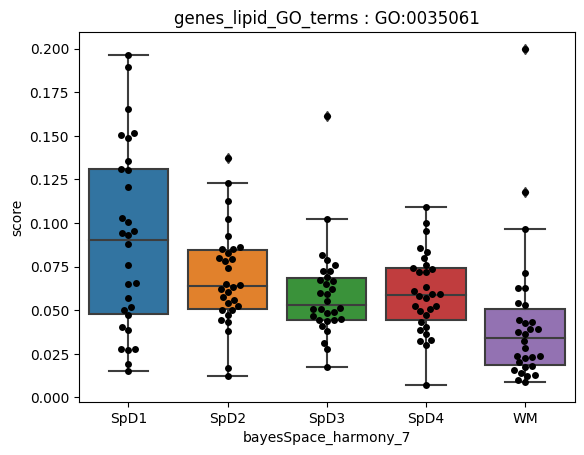 genes_lipid_GO_terms : GO:0035061
0.200
0.175
0.150
0.125
0.100
0.075
0.050
0.025
0.000
score
SpD1 SpD2 SpD3 SpD4 WM
bayesSpace_harmony_7